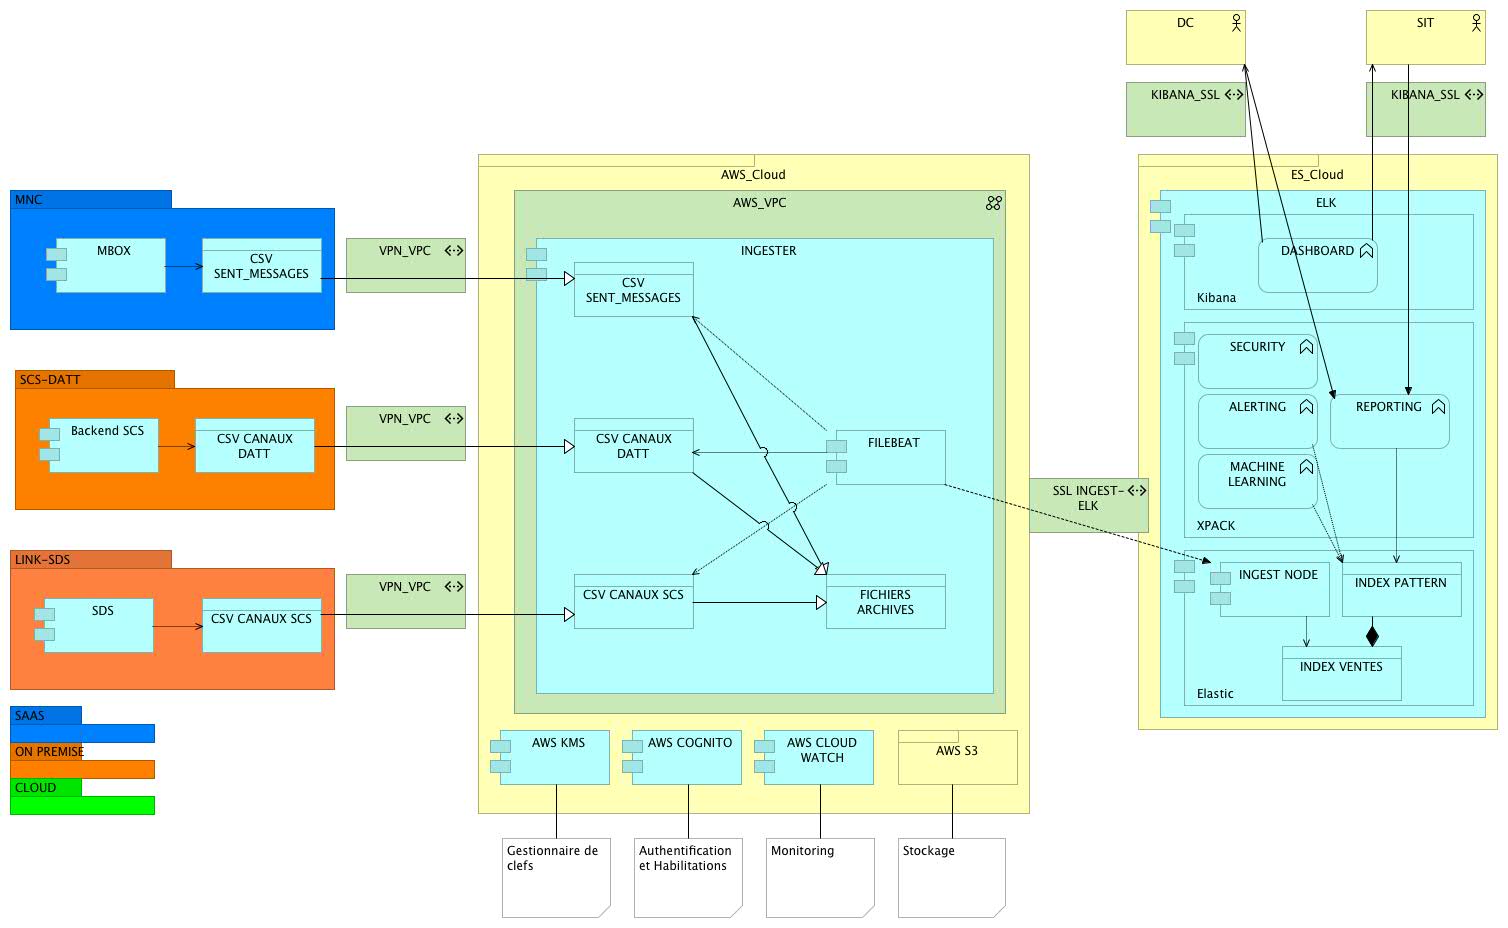 DC
SIT
KIBANA_SSL
KIBANA_SSL
AWS_Cloud
ES_Cloud
MNC
AWS_VPC
ELK
MBOX
CSV
SENT_MESSAGES
VPN_VPC
INGESTER
CSV
SENT_MESSAGES
DASHBOARD
Kibana
SCS-DATT
Backend SCS
CSV CANAUX
DATT
VPN_VPC
CSV CANAUX
DATT
FILEBEAT
SECURITY
ALERTING
REPORTING
MACHINE
LEARNING
XPACK
SSL INGEST-
ELK
LINK-SDS
SDS
CSV CANAUX SCS
VPN_VPC
CSV CANAUX SCS
FICHIERS
ARCHIVES
INGEST NODE
INDEX PATTERN
INDEX VENTES
Elastic
SAAS
ON PREMISE
CLOUD
AWS KMS
AWS COGNITO
AWS CLOUD
WATCH
AWS S3
Gestionnaire de
clefs
Authentification
et Habilitations
Monitoring
Stockage